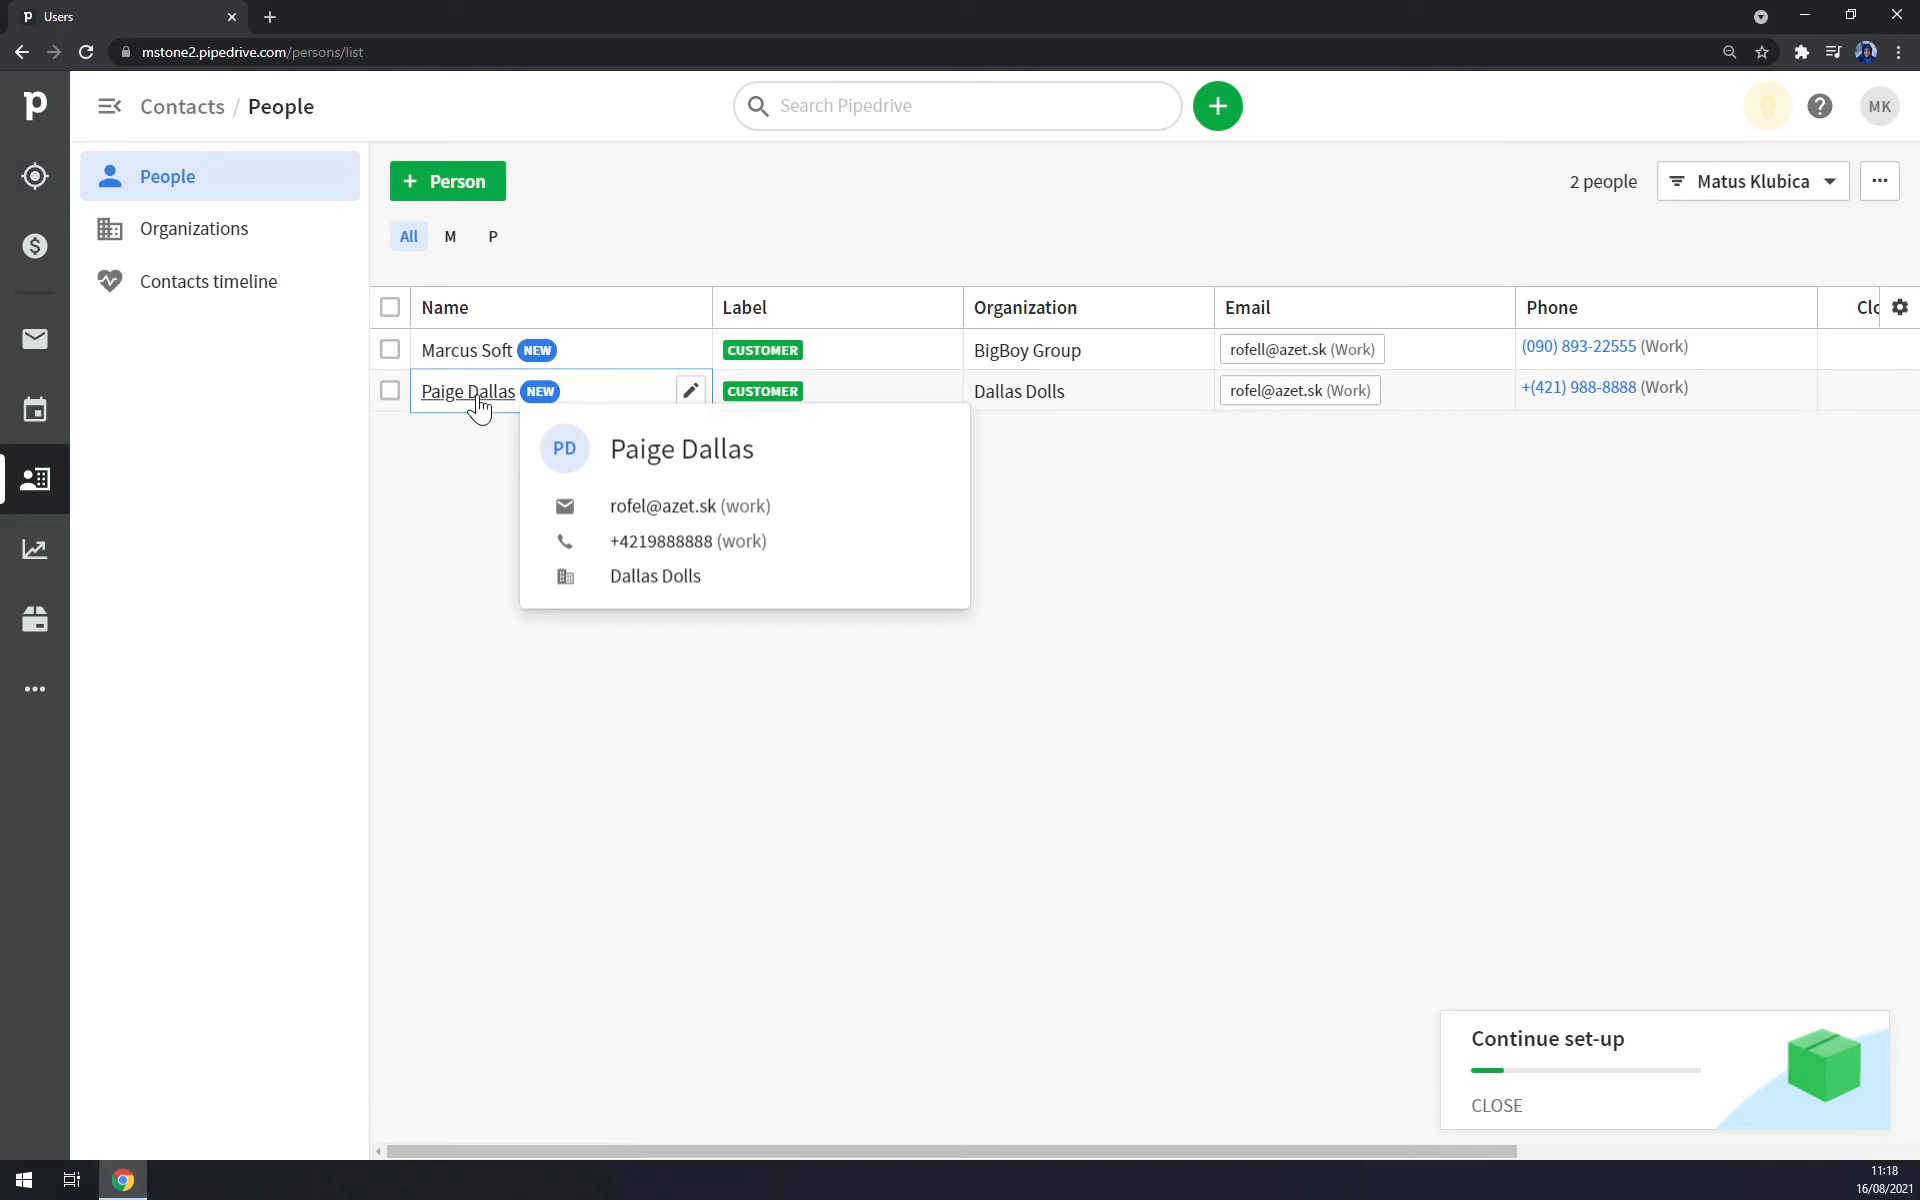 Users
mstone2.pipedrive.com/persons/list
Contacts / People
Search Pipedrive
MK
People
Organizations
Contacts timeline
+ Person
2 people
Matus Klubica
All M P
Name Label Organization Email Phone Clo
Marcus Soft NEW CUSTOMER BigBoy Group rofell@azet.sk (Work) (090) 893-22555 (Work)
Paige Dallas NEW CUSTOMER Dallas Dolls rofel@azet.sk (Work) +(421) 988-8888 (Work)
PD Paige Dallas
rofel@azet.sk (work)
+4219888888 (work)
Dallas Dolls
Continue set-up
CLOSE
11:18
16/08/2021